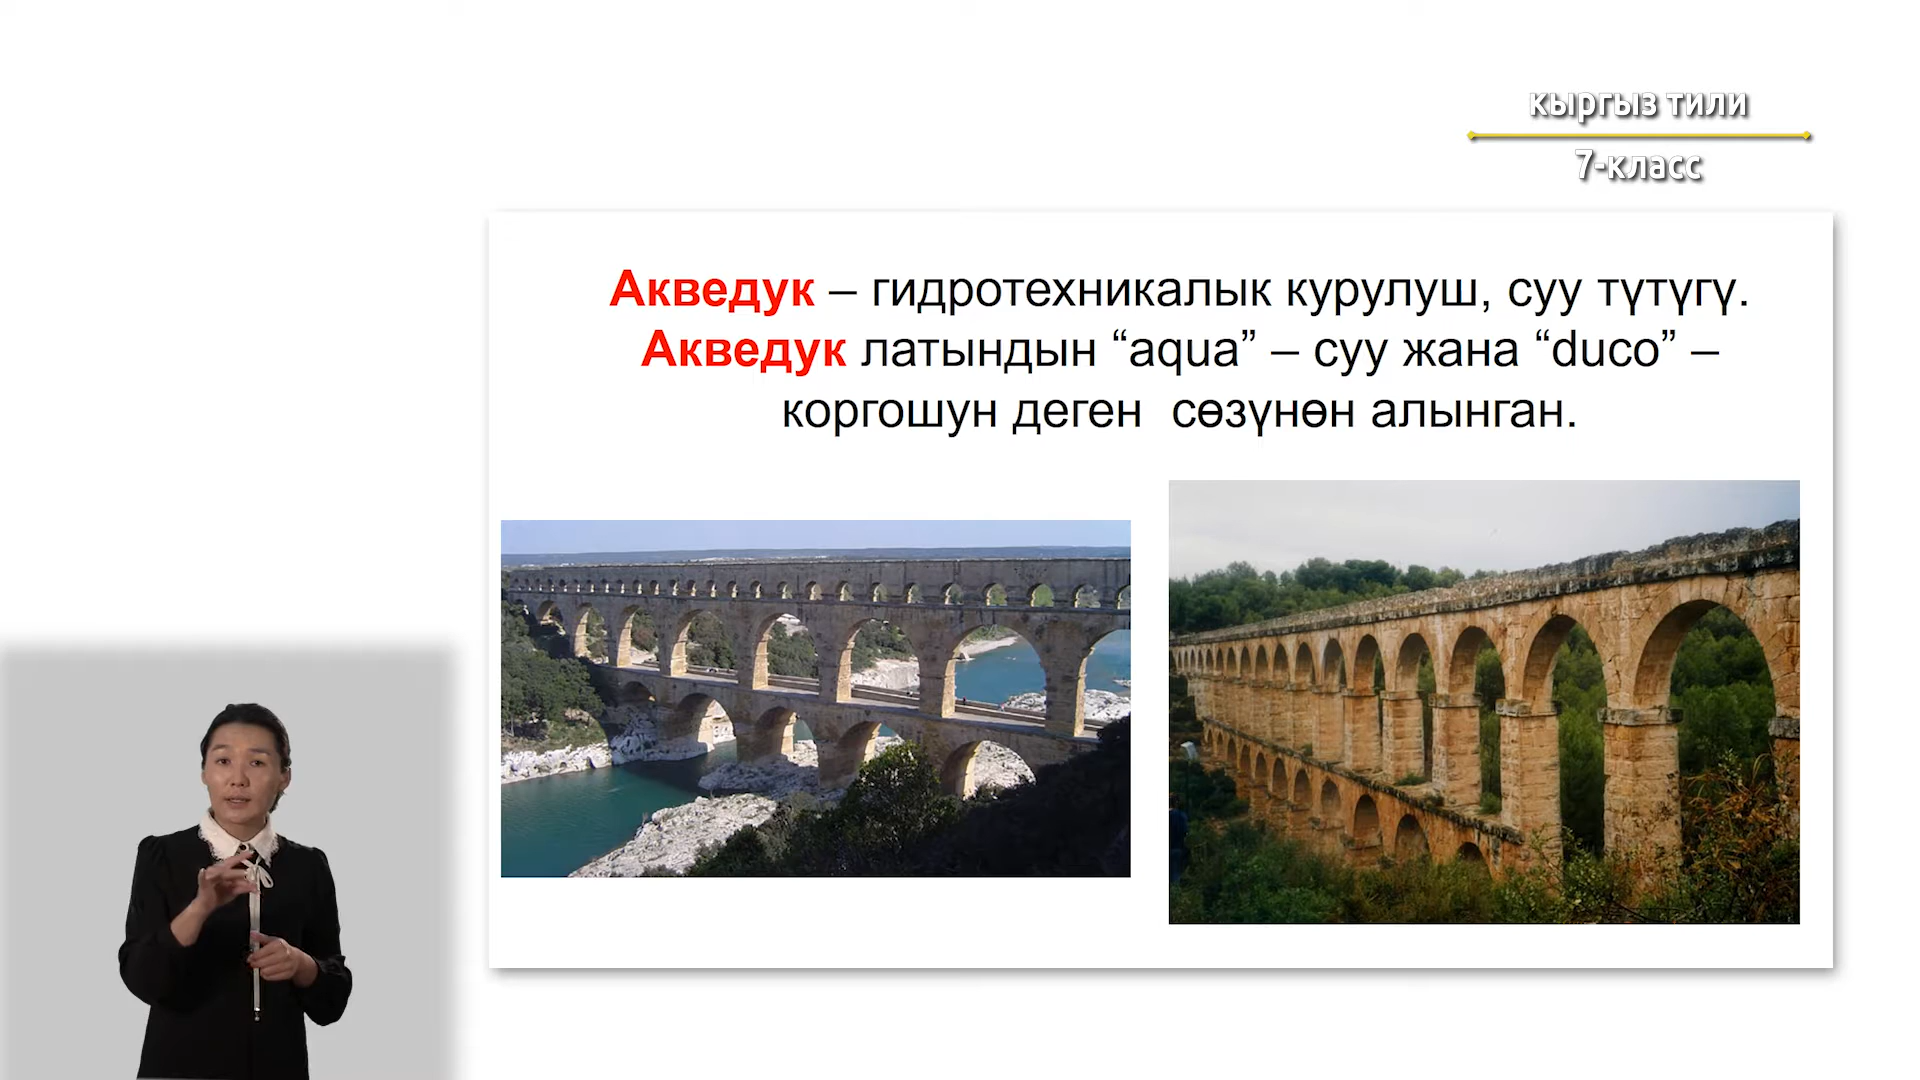 кыргыз тили
7-класс
Акведук – гидротехникалык курулуш, суу түтүгү.
Акведук латындын “aqua” – суу жана “duco” –
коргошун деген сөзүнөн алынган.